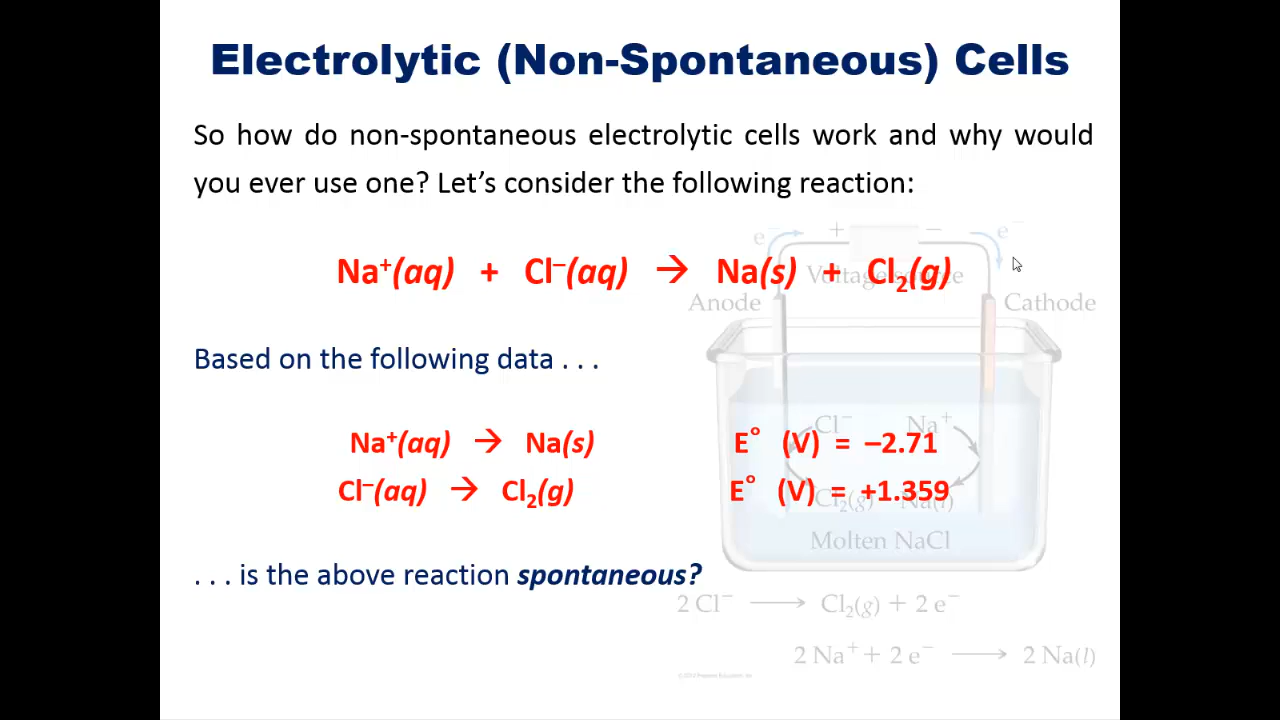 Electrolytic (Non-Spontaneous) Cells
So how do non-spontaneous electrolytic cells work and why would
you ever use one? Let’s consider the following reaction:
e⁻ + − e⁻
Na⁺(aq) + Cl⁻(aq) → Na(s) + Cl₂(g)
Voltage source
Anode Cathode
Based on the following data . . .
Cl⁻ Na⁺
Na⁺(aq) → Na(s) E° (V) = –2.71
Cl⁻(aq) → Cl₂(g) E° (V) = +1.359
Cl₂(g) Na(l)
Molten NaCl
. . . is the above reaction spontaneous?
2 Cl⁻ → Cl₂(g) + 2 e⁻
2 Na⁺ + 2 e⁻ → 2 Na(l)